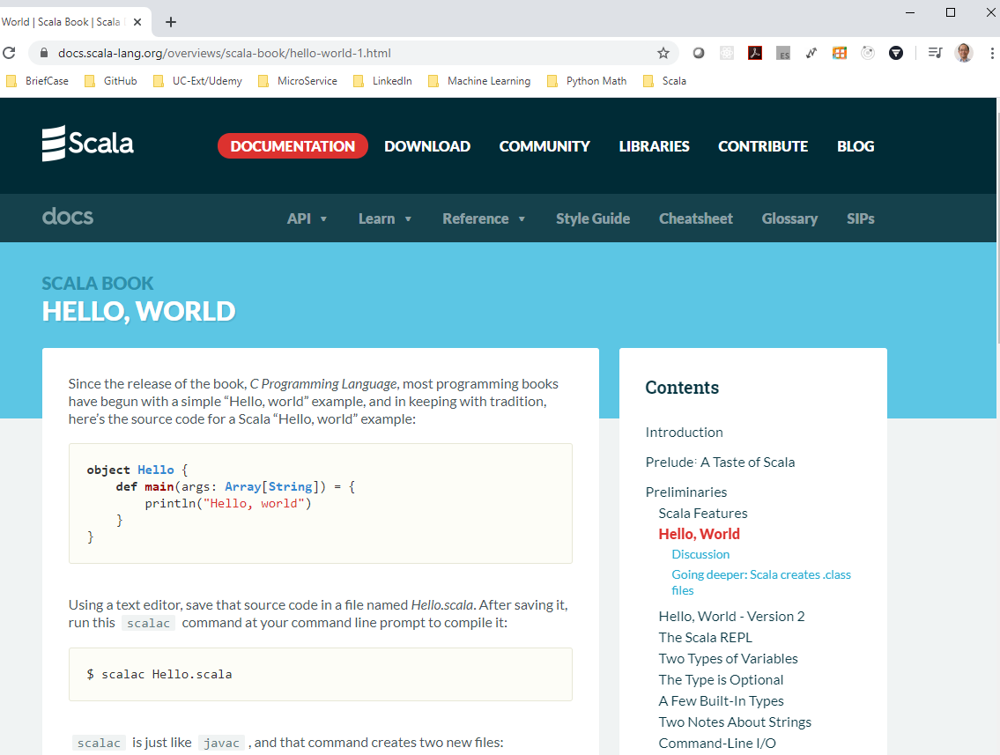 World | Scala Book | Scala
docs.scala-lang.org/overviews/scala-book/hello-world-1.html
ES
BriefCase GitHub UC-Ext/Udemy MicroService LinkedIn Machine Learning Python Math Scala
Scala DOCUMENTATION DOWNLOAD COMMUNITY LIBRARIES CONTRIBUTE BLOG
docs API Learn Reference Style Guide Cheatsheet Glossary SIPs
SCALA BOOK
HELLO, WORLD
Since the release of the book, C Programming Language, most programming books
have begun with a simple “Hello, world” example, and in keeping with tradition,
here’s the source code for a Scala “Hello, world” example:
object Hello {
    def main(args: Array[String]) = {
        println("Hello, world")
    }
}
Using a text editor, save that source code in a file named Hello.scala. After saving it,
run this scalac command at your command line prompt to compile it:
$ scalac Hello.scala
scalac is just like javac, and that command creates two new files:
Contents
Introduction
Prelude: A Taste of Scala
Preliminaries
Scala Features
Hello, World
Discussion
Going deeper: Scala creates .class
files
Hello, World - Version 2
The Scala REPL
Two Types of Variables
The Type is Optional
A Few Built-In Types
Two Notes About Strings
Command-Line I/O